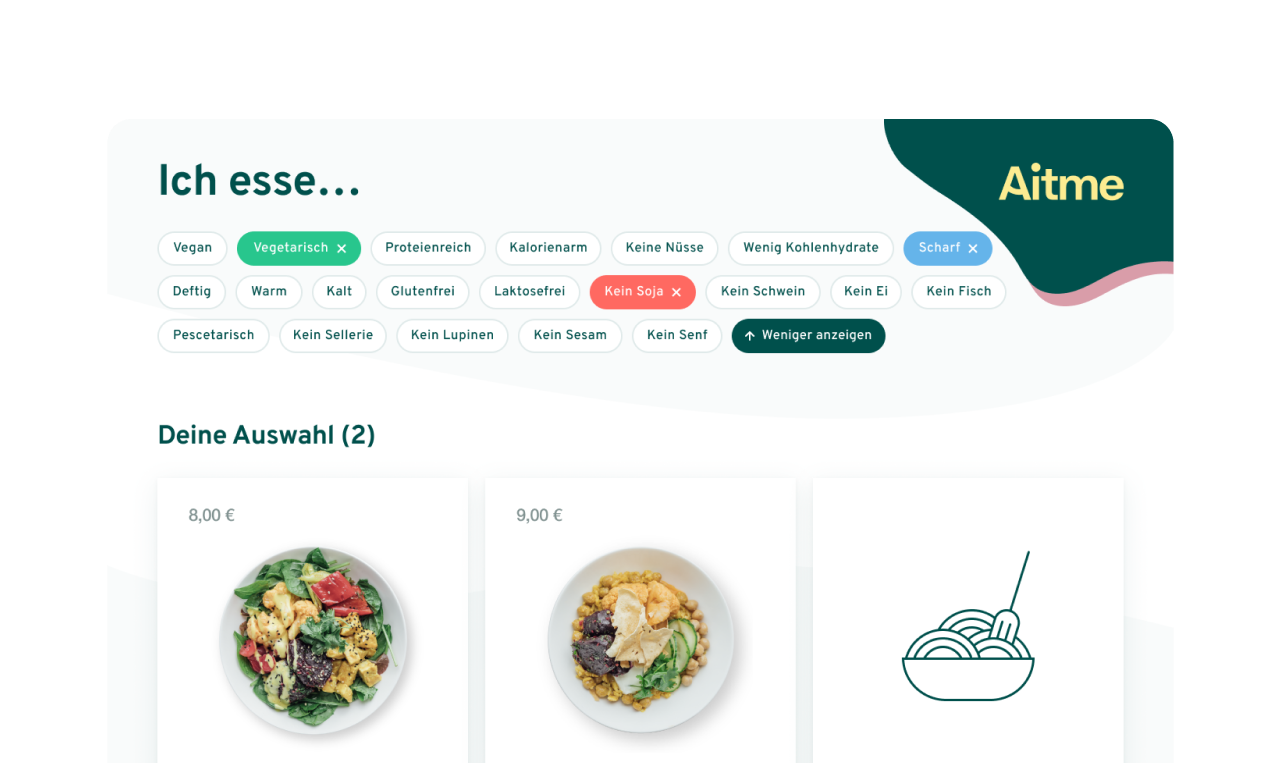 Ich esse...
Aitme
Vegan Vegetarisch Proteienreich Kalorienarm Keine Nüsse Wenig Kohlenhydrate Scharf
Deftig Warm Kalt Glutenfrei Laktosefrei Kein Soja Kein Schwein Kein Ei Kein Fisch
Pescetarisch Kein Sellerie Kein Lupinen Kein Sesam Kein Senf Weniger anzeigen
Deine Auswahl (2)
8,00 € 9,00 €